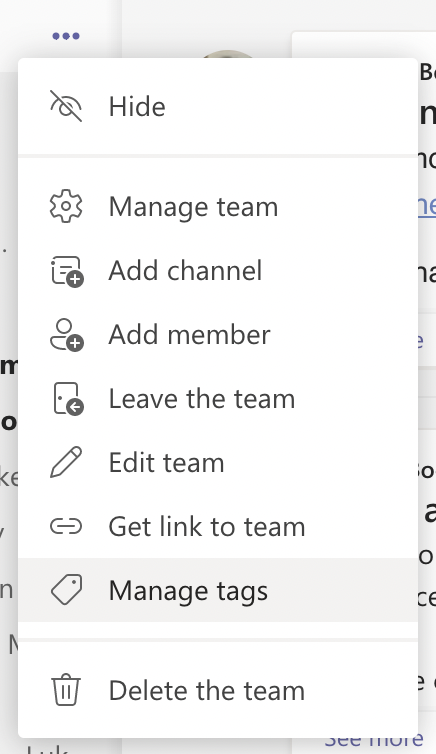 Hide
Manage team
Add channel
Add member
Leave the team
Edit team
Get link to team
Manage tags
Delete the team
See more